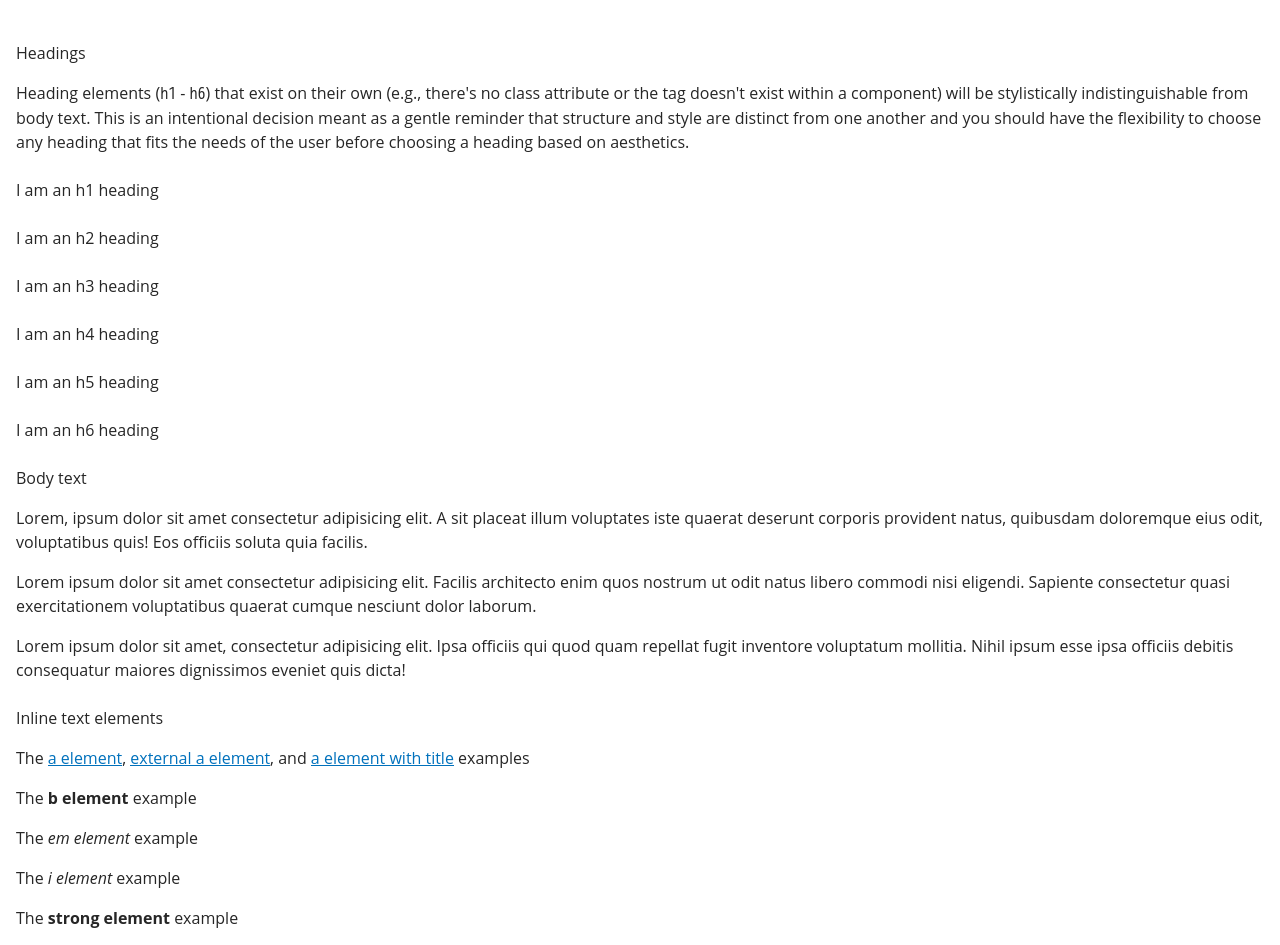 Headings
Heading elements (h1 - h6) that exist on their own (e.g., there's no class attribute or the tag doesn't exist within a component) will be stylistically indistinguishable from
body text. This is an intentional decision meant as a gentle reminder that structure and style are distinct from one another and you should have the flexibility to choose
any heading that fits the needs of the user before choosing a heading based on aesthetics.
I am an h1 heading
I am an h2 heading
I am an h3 heading
I am an h4 heading
I am an h5 heading
I am an h6 heading
Body text
Lorem, ipsum dolor sit amet consectetur adipisicing elit. A sit placeat illum voluptates iste quaerat deserunt corporis provident natus, quibusdam doloremque eius odit,
voluptatibus quis! Eos officiis soluta quia facilis.
Lorem ipsum dolor sit amet consectetur adipisicing elit. Facilis architecto enim quos nostrum ut odit natus libero commodi nisi eligendi. Sapiente consectetur quasi
exercitationem voluptatibus quaerat cumque nesciunt dolor laborum.
Lorem ipsum dolor sit amet, consectetur adipisicing elit. Ipsa officiis qui quod quam repellat fugit inventore voluptatum mollitia. Nihil ipsum esse ipsa officiis debitis
consequatur maiores dignissimos eveniet quis dicta!
Inline text elements
The a element, external a element, and a element with title examples
The b element example
The em element example
The i element example
The strong element example